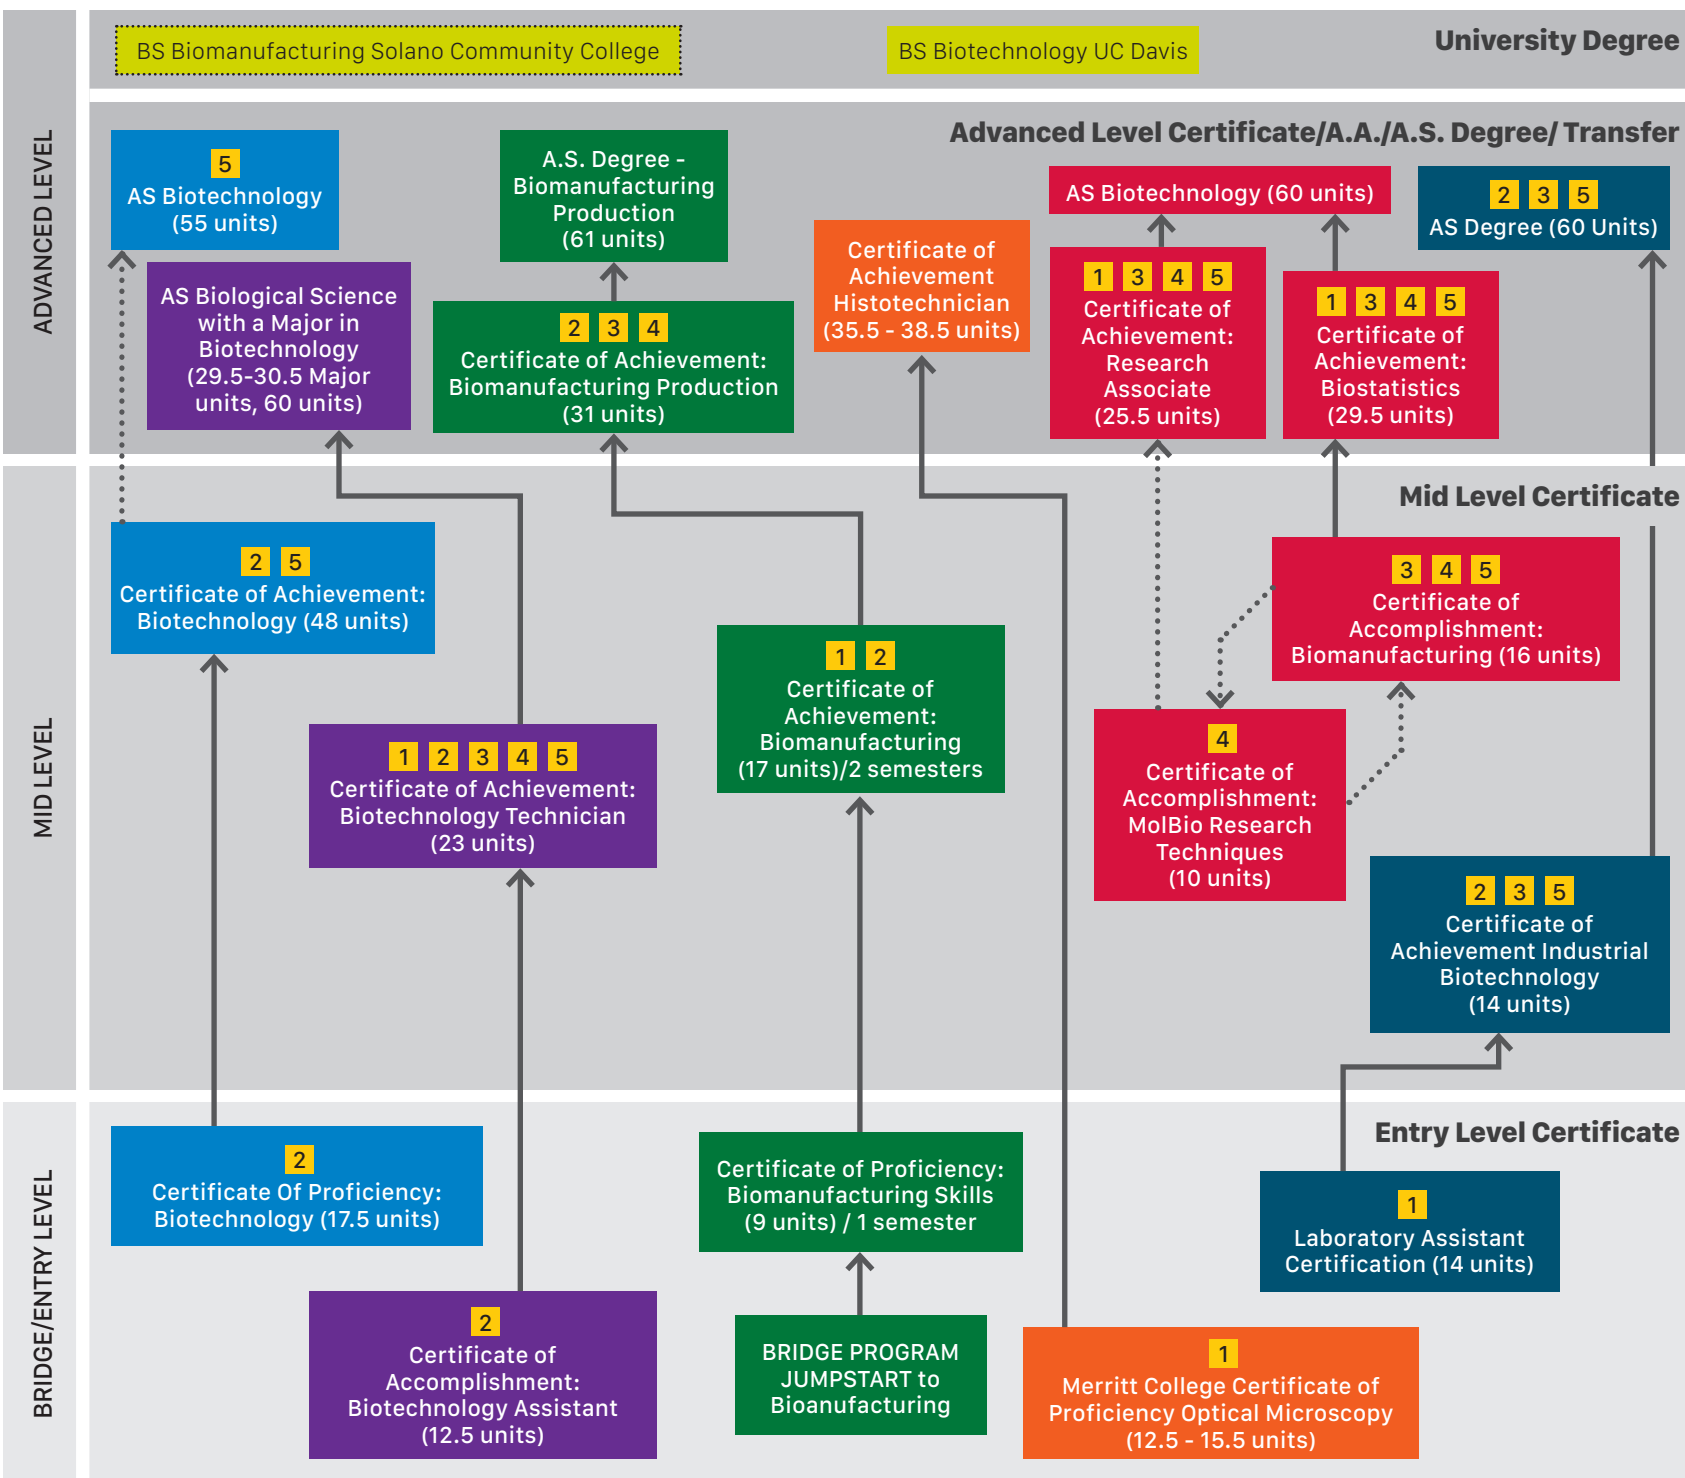 BS Biomanufacturing Solano Community College
BS Biotechnology UC Davis
University Degree
ADVANCED LEVEL
Advanced Level Certificate/A.A./A.S. Degree/ Transfer
5
AS Biotechnology
(55 units)
AS Biological Science
with a Major in
Biotechnology
(29.5-30.5 Major
units, 60 units)
A.S. Degree -
Biomanufacturing
Production
(61 units)
2 3 4
Certificate of Achievement:
Biomanufacturing Production
(31 units)
Certificate of
Achievement
Histotechnician
(35.5 - 38.5 units)
AS Biotechnology (60 units)
1 3 4 5
Certificate of
Achievement:
Research
Associate
(25.5 units)
1 3 4 5
Certificate of
Achievement:
Biostatistics
(29.5 units)
2 3 5
AS Degree (60 Units)
MID LEVEL
Mid Level Certificate
2 5
Certificate of Achievement:
Biotechnology (48 units)
1 2 3 4 5
Certificate of Achievement:
Biotechnology Technician
(23 units)
1 2
Certificate of
Achievement:
Biomanufacturing
(17 units)/2 semesters
3 4 5
Certificate of
Accomplishment:
Biomanufacturing (16 units)
4
Certificate of
Accomplishment:
MolBio Research
Techniques
(10 units)
2 3 5
Certificate of
Achievement Industrial
Biotechnology
(14 units)
BRIDGE/ENTRY LEVEL
Entry Level Certificate
2
Certificate Of Proficiency:
Biotechnology (17.5 units)
2
Certificate of
Accomplishment:
Biotechnology Assistant
(12.5 units)
Certificate of Proficiency:
Biomanufacturing Skills
(9 units) / 1 semester
BRIDGE PROGRAM
JUMPSTART to
Bioanufacturing
1
Merritt College Certificate of
Proficiency Optical Microscopy
(12.5 - 15.5 units)
1
Laboratory Assistant
Certification (14 units)